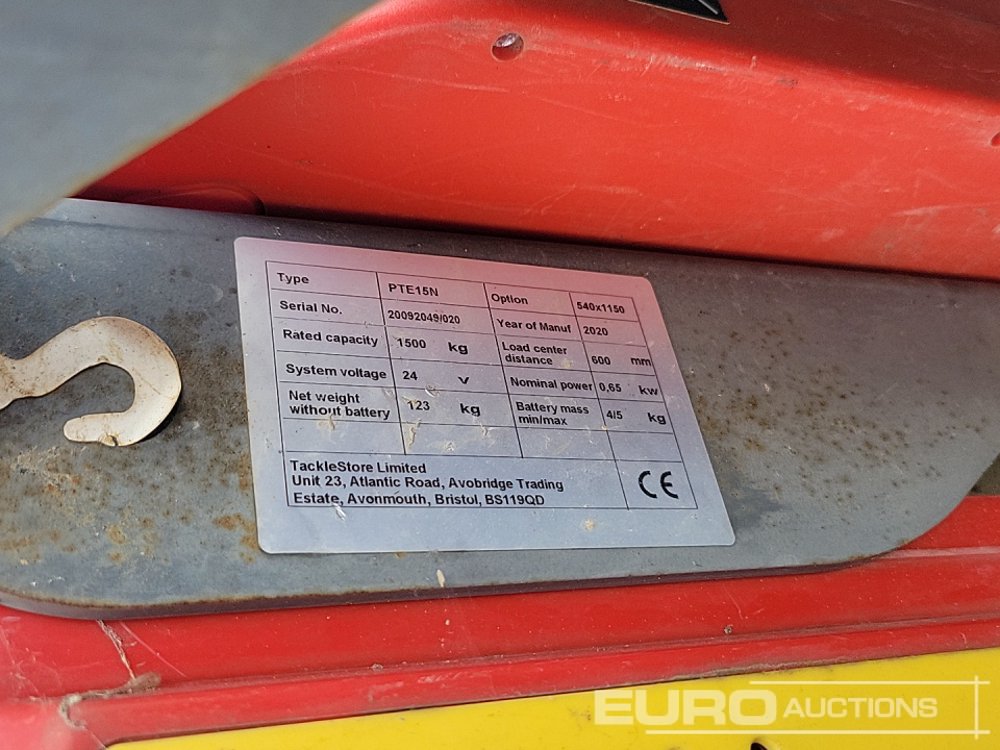 Type PTE15N Option 540x1150
Serial No. 20092049/020 Year of Manuf 2020
Rated capacity 1500 kg Load center distance 600 mm
System voltage 24 V Nominal power 0,65 kw
Net weight without battery 123 kg Battery mass min/max 4/5 kg
TackleStore Limited
Unit 23, Atlantic Road, Avobridge Trading
Estate, Avonmouth, Bristol, BS119QD
CE
EURO AUCTIONS